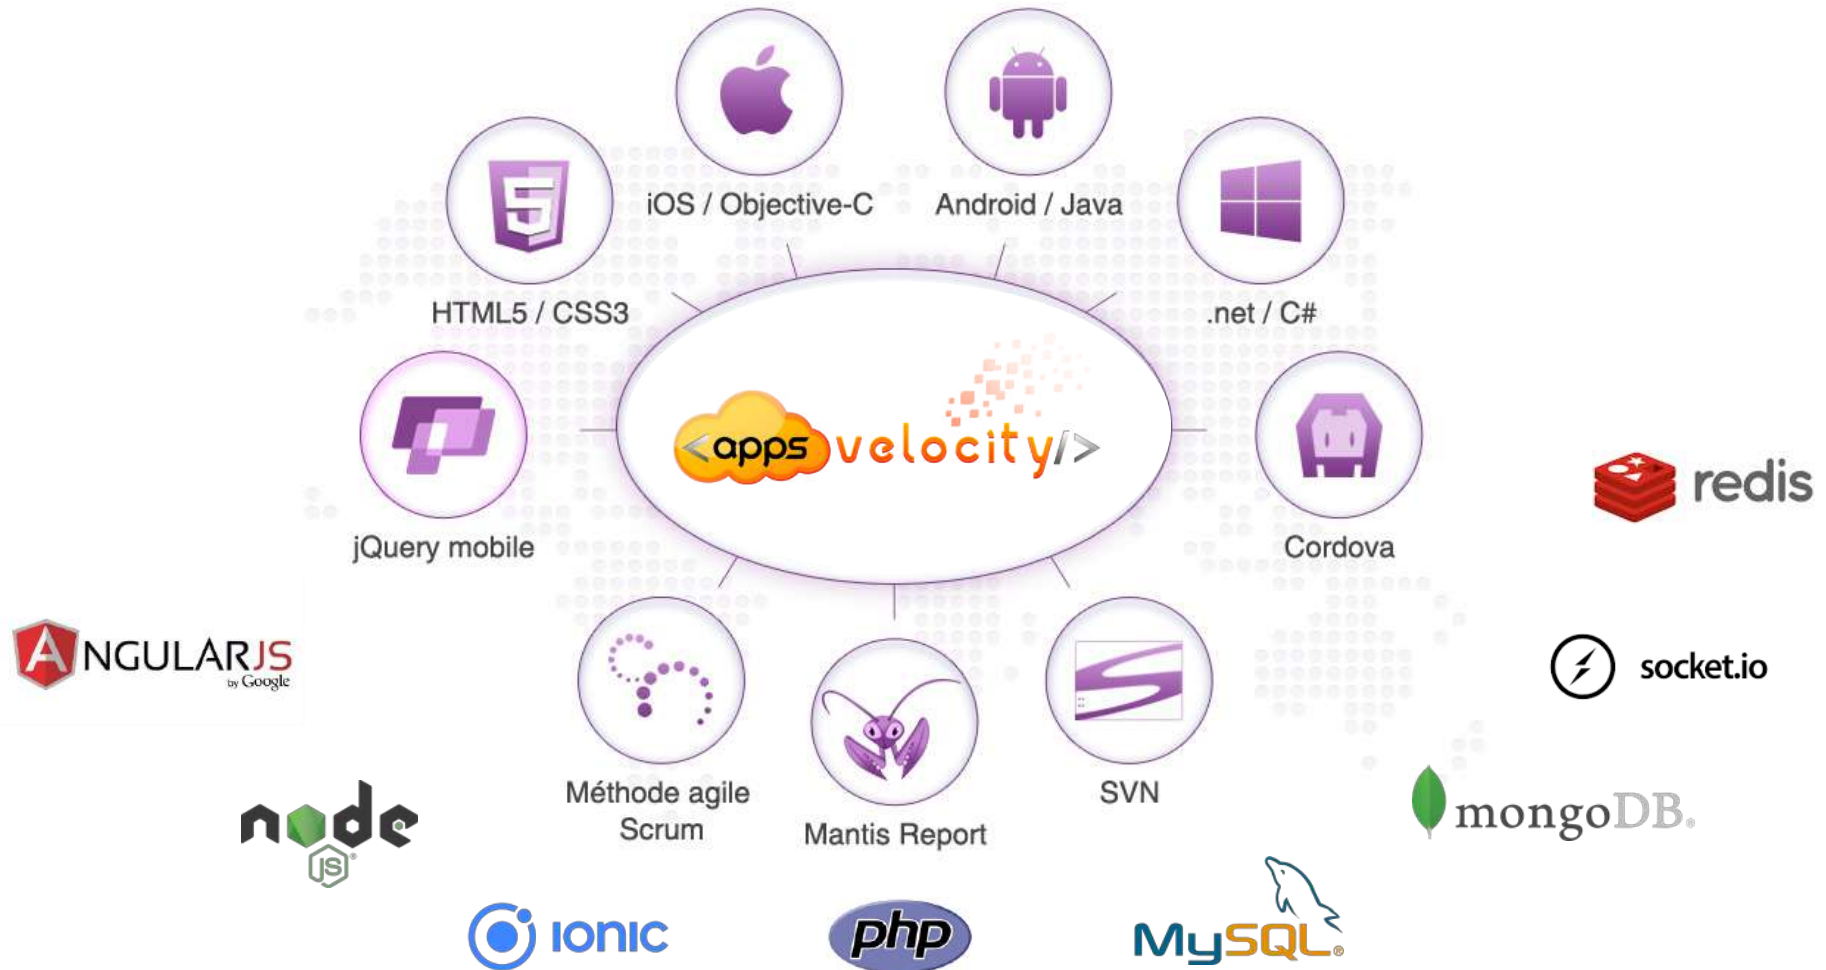 iOS / Objective-C
Android / Java
HTML5 / CSS3
.net / C#
<apps velocity/>
jQuery mobile
Cordova
redis
ANGULARJS
by Google
socket.io
Méthode agile
Scrum
Mantis Report
SVN
node
JS
mongoDB
IONIC
php
MySQL